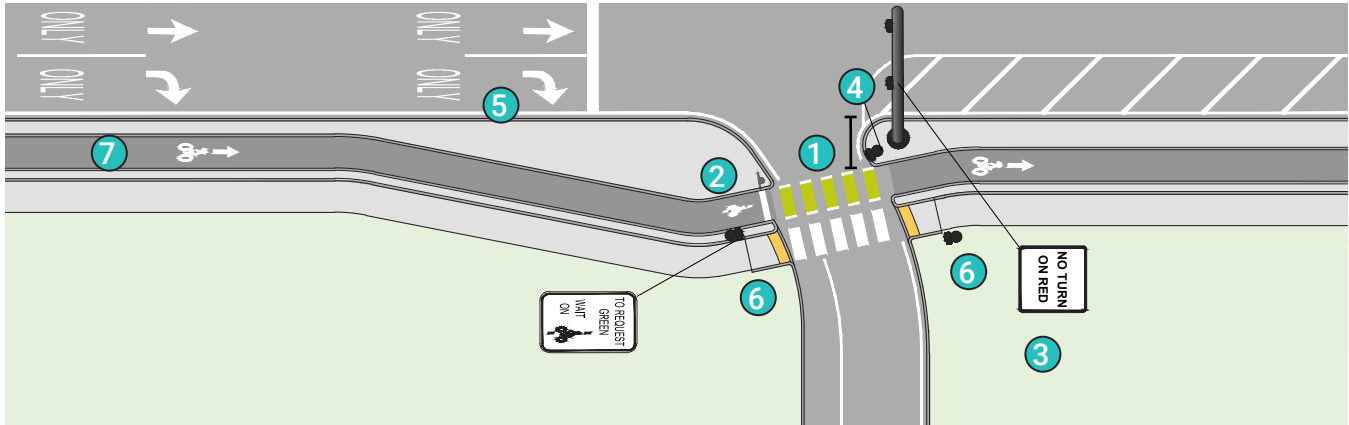 ONLY
ONLY
ONLY
ONLY
5
4
7
1
2
6
6
3
TO REQUEST
GREEN
WAIT
ON
NO TURN
ON RED